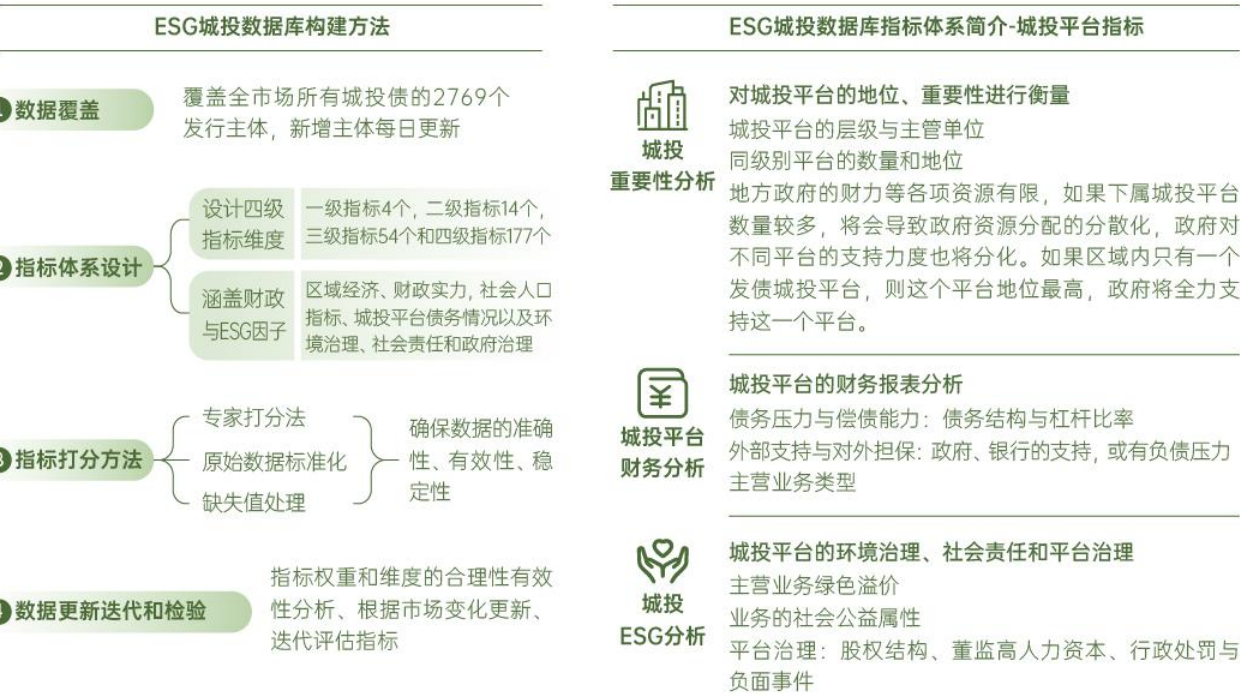 ESG城投数据库构建方法
数据覆盖
覆盖全市场所有城投债的2769个
发行主体，新增主体每日更新
2 指标体系设计
设计四级
指标维度
一级指标4个，二级指标14个，
三级指标54个和四级指标177个
涵盖财政
与ESG因子
区域经济、财政实力，社会人口
指标、城投平台债务情况以及环
境治理、社会责任和政府治理
3 指标打分方法
专家打分法
原始数据标准化
缺失值处理
确保数据的准确
性、有效性、稳
定性
4 数据更新迭代和检验
指标权重和维度的合理性有效
性分析、根据市场变化更新、
迭代评估指标
ESG城投数据库指标体系简介-城投平台指标
城投
重要性分析
对城投平台的地位、重要性进行衡量
城投平台的层级与主管单位
同级别平台的数量和地位
地方政府的财力等各项资源有限，如果下属城投平台
数量较多，将会导致政府资源分配的分散化，政府对
不同平台的支持力度也将分化。如果区域内只有一个
发债城投平台，则这个平台地位最高，政府将全力支
持这一个平台。
¥
城投平台
财务分析
城投平台的财务报表分析
债务压力与偿债能力：债务结构与杠杆比率
外部支持与对外担保：政府、银行的支持，或有负债压力
主营业务类型
城投
ESG分析
城投平台的环境治理、社会责任和平台治理
主营业务绿色溢价
业务的社会公益属性
平台治理：股权结构、董监高人力资本、行政处罚与
负面事件